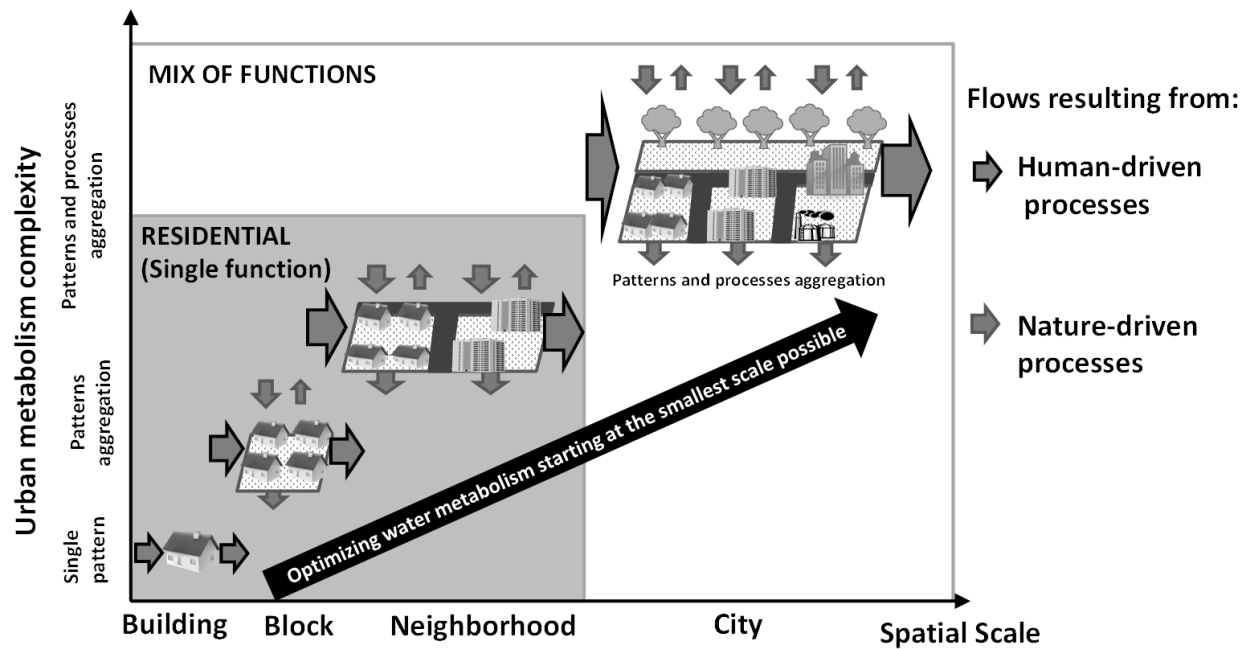 MIX OF FUNCTIONS
Flows resulting from:
Human-driven
processes
Nature-driven
processes
Urban metabolism complexity
Patterns and processes
aggregation
Patterns
aggregation
Single
pattern
RESIDENTIAL
(Single function)
Patterns and processes aggregation
Optimizing water metabolism starting at the smallest scale possible
Building
Block
Neighborhood
City
Spatial Scale